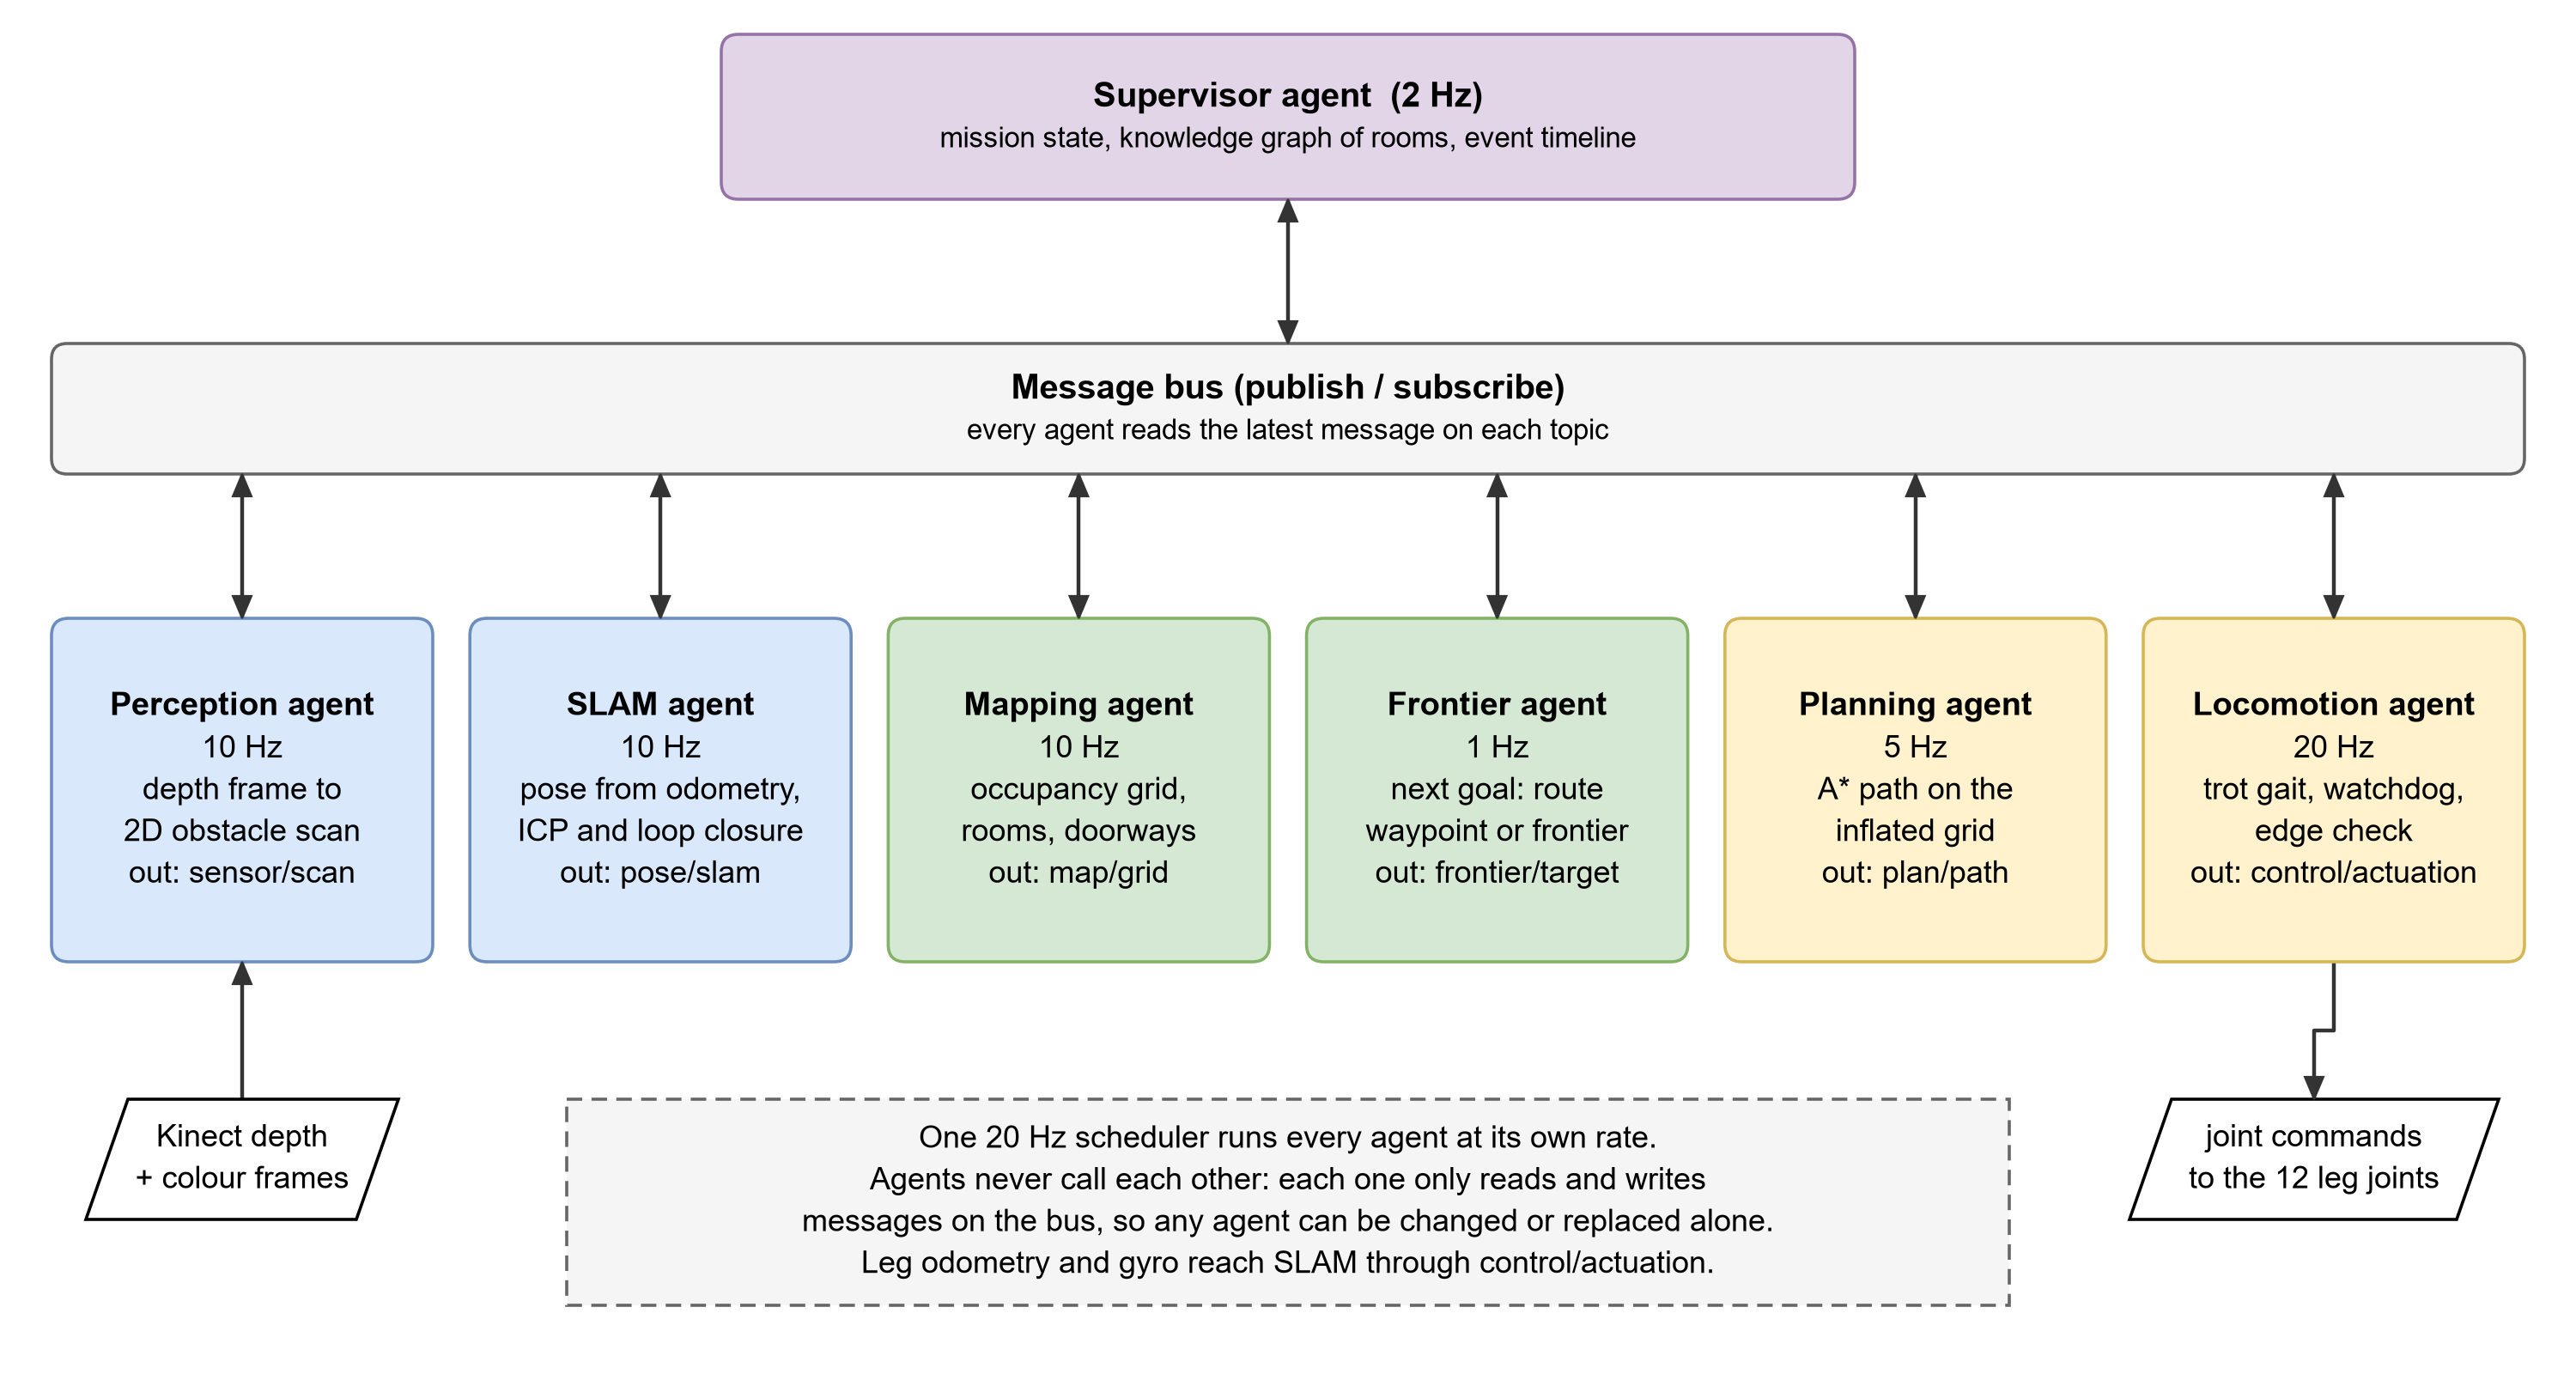 Supervisor agent (2 Hz)
mission state, knowledge graph of rooms, event timeline
Message bus (publish / subscribe)
every agent reads the latest message on each topic
Perception agent
10 Hz
depth frame to
2D obstacle scan
out: sensor/scan
SLAM agent
10 Hz
pose from odometry,
ICP and loop closure
out: pose/slam
Mapping agent
10 Hz
occupancy grid,
rooms, doorways
out: map/grid
Frontier agent
1 Hz
next goal: route
waypoint or frontier
out: frontier/target
Planning agent
5 Hz
A* path on the
inflated grid
out: plan/path
Locomotion agent
20 Hz
trot gait, watchdog,
edge check
out: control/actuation
Kinect depth
+ colour frames
One 20 Hz scheduler runs every agent at its own rate.
Agents never call each other: each one only reads and writes
messages on the bus, so any agent can be changed or replaced alone.
Leg odometry and gyro reach SLAM through control/actuation.
joint commands
to the 12 leg joints